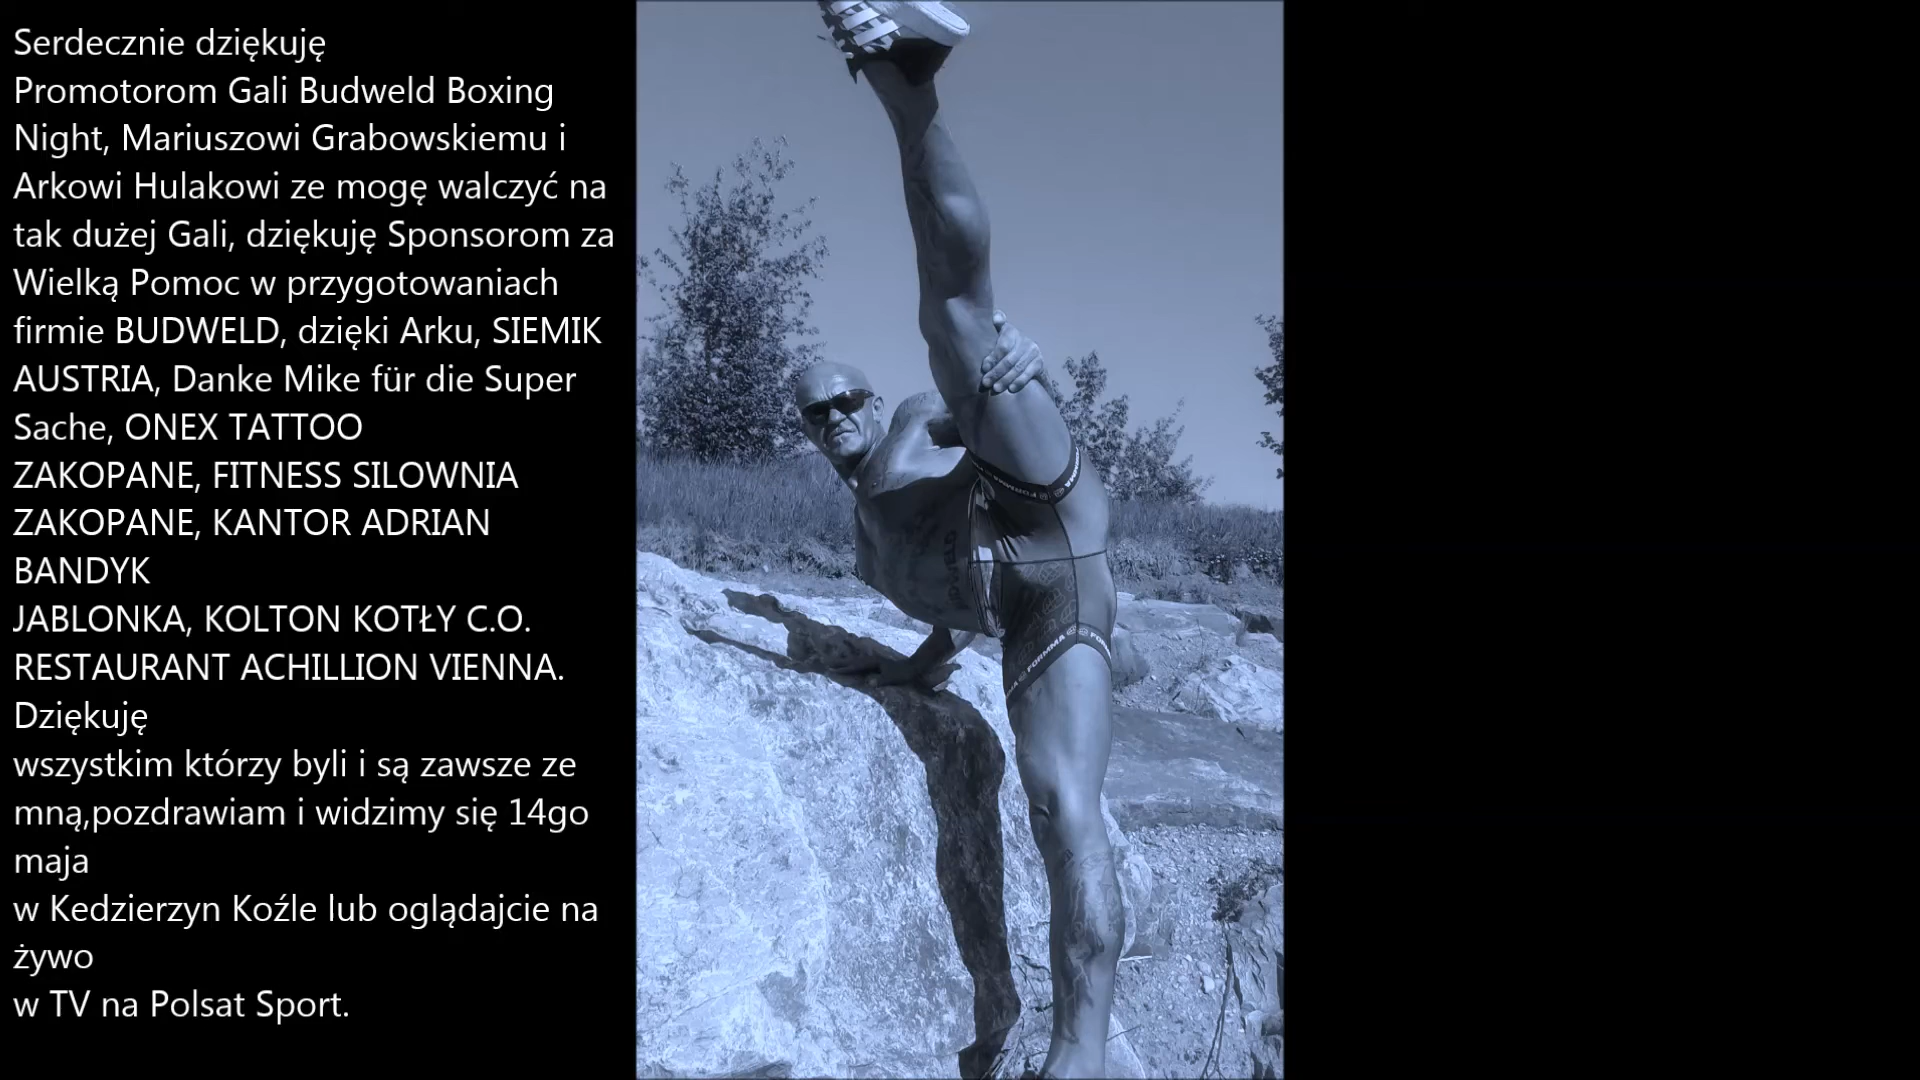 Serdecznie dziękuję
Promotorom Gali Budweld Boxing
Night, Mariuszowi Grabowskiemu i
Arkowi Hulakowi ze mogę walczyć na
tak dużej Gali, dziękuję Sponsorom za
Wielką Pomoc w przygotowaniach
firmie BUDWELD, dzięki Arku, SIEMIK
AUSTRIA, Danke Mike für die Super
Sache, ONEX TATTOO
ZAKOPANE, FITNESS SILOWNIA
ZAKOPANE, KANTOR ADRIAN
BANDYK
JABLONKA, KOLTON KOTŁY C.O.
RESTAURANT ACHILLION VIENNA.
Dziękuję
wszystkim którzy byli i są zawsze ze
mną,pozdrawiam i widzimy się 14go
maja
w Kedzierzyn Koźle lub oglądajcie na
żywo
w TV na Polsat Sport.
FORMMA
FORMMA